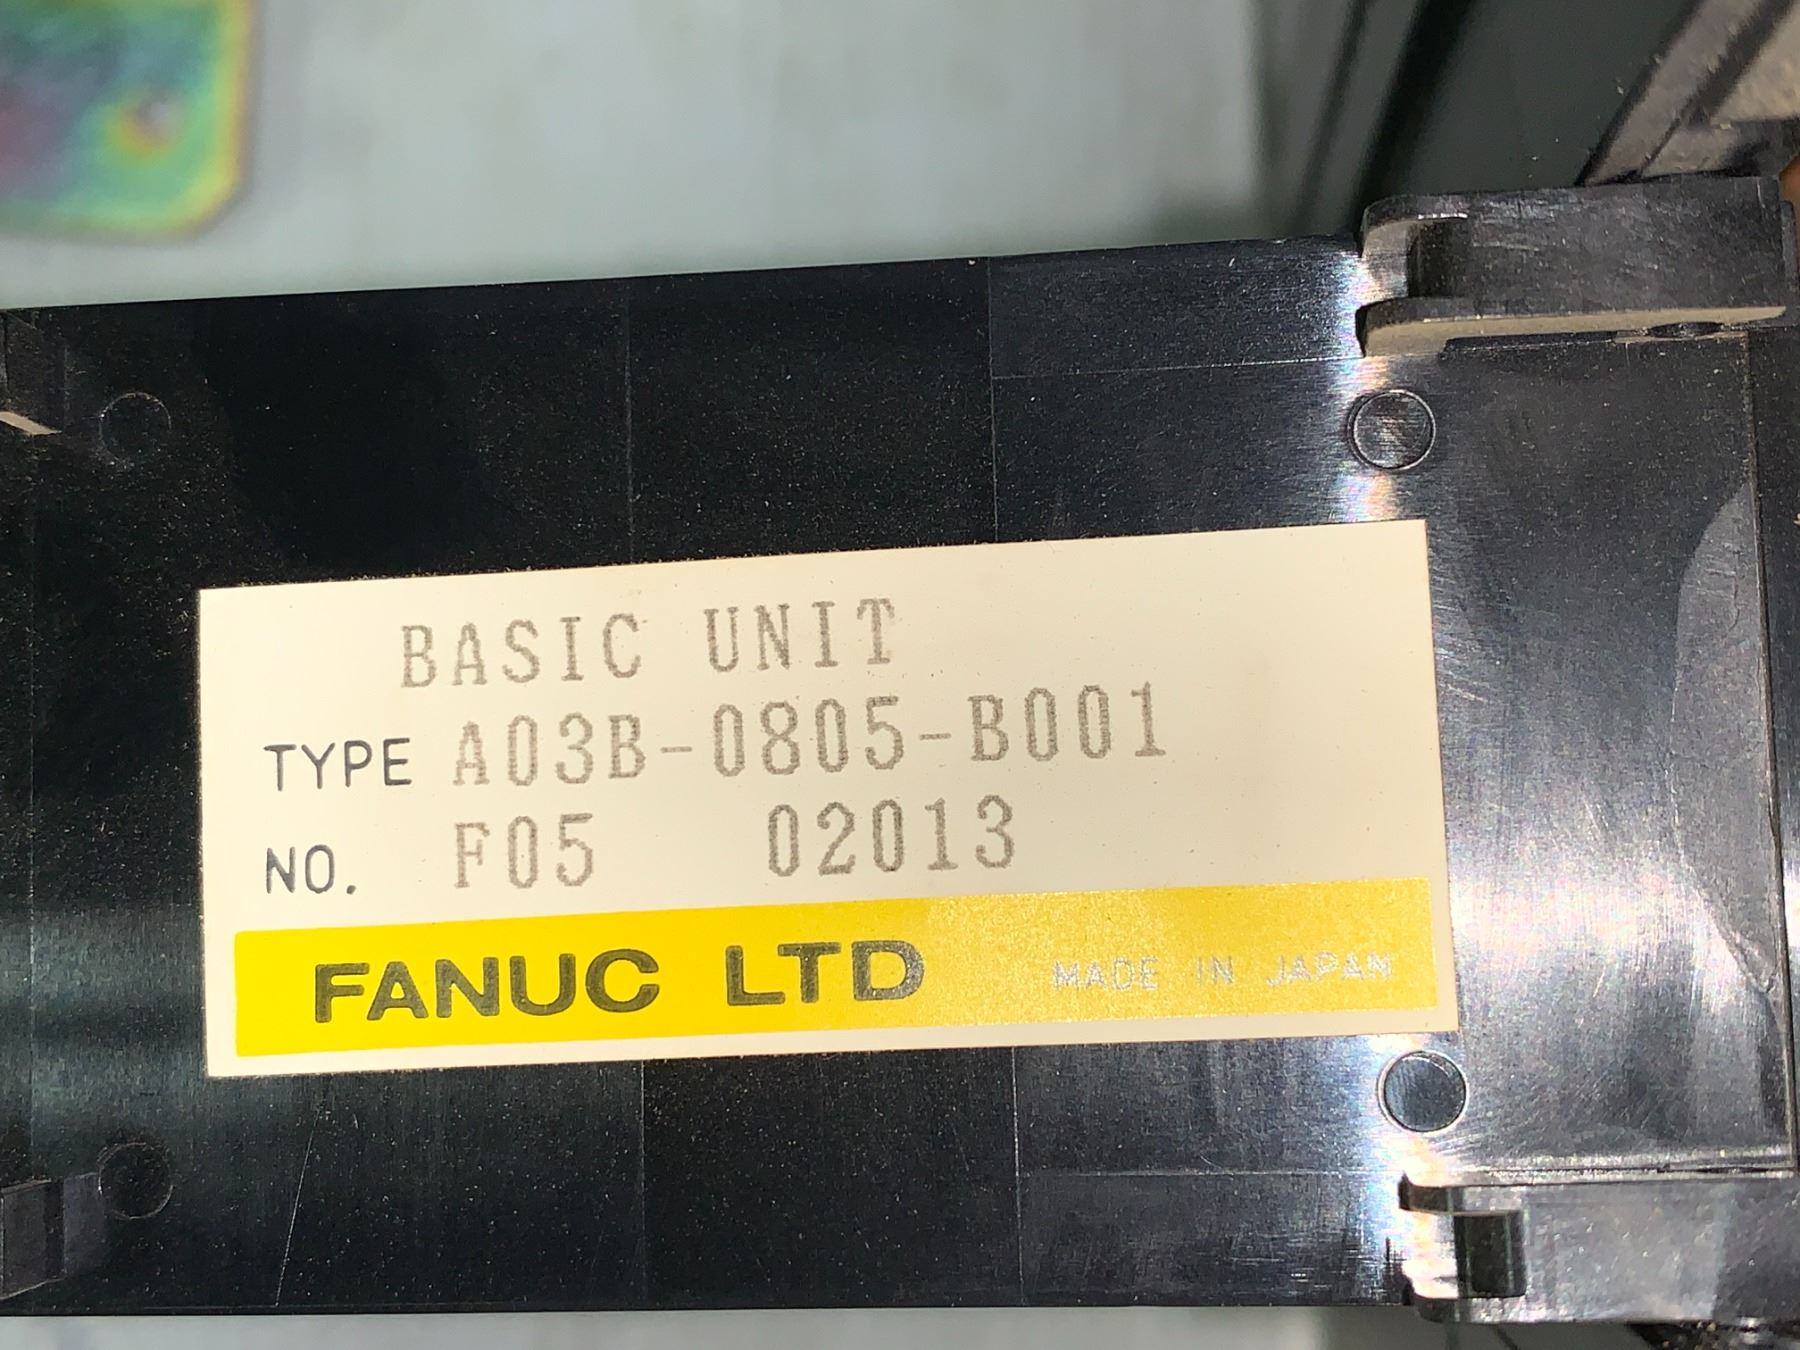 BASIC UNIT
TYPE A03B-0805-B001
NO. F05 02013
FANUC LTD MADE IN JAPAN